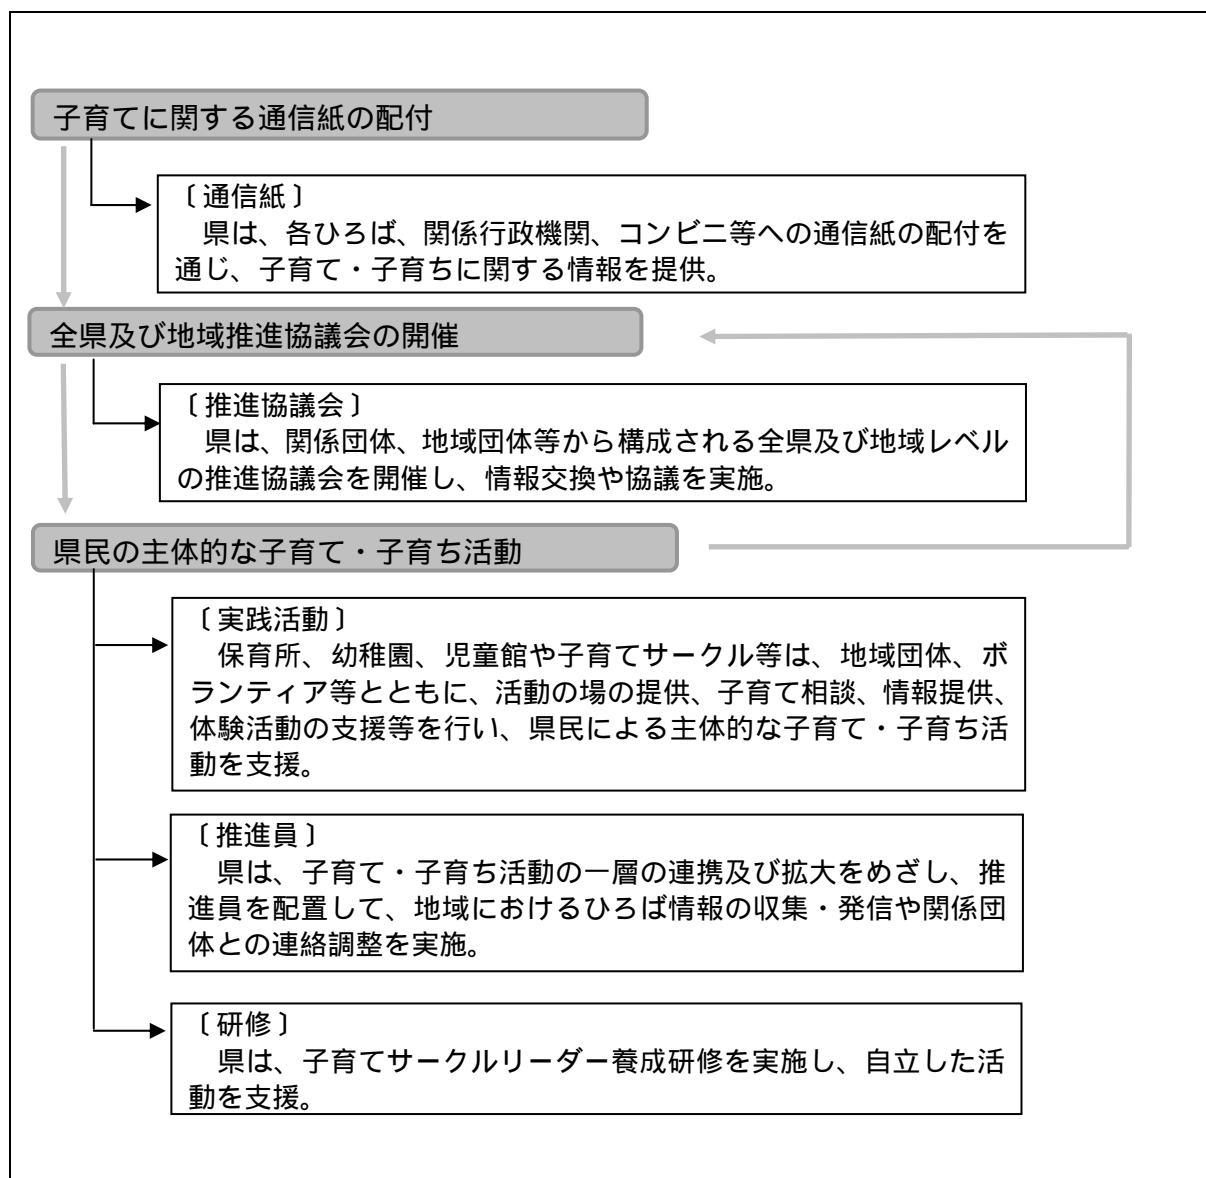 子育てに関する通信紙の配付
〔通信紙〕
県は、各ひろば、関係行政機関、コンビニ等への通信紙の配付を
通じ、子育て・子育ちに関する情報を提供。
全県及び地域推進協議会の開催
〔推進協議会〕
県は、関係団体、地域団体等から構成される全県及び地域レベル
の推進協議会を開催し、情報交換や協議を実施。
県民の主体的な子育て・子育ち活動
〔実践活動〕
保育所、幼稚園、児童館や子育てサークル等は、地域団体、ボ
ランティア等とともに、活動の場の提供、子育て相談、情報提供、
体験活動の支援等を行い、県民による主体的な子育て・子育ち活
動を支援。
〔推進員〕
県は、子育て・子育ち活動の一層の連携及び拡大をめざし、推
進員を配置して、地域におけるひろば情報の収集・発信や関係団
体との連絡調整を実施。
〔研修〕
県は、子育てサークルリーダー養成研修を実施し、自立した活
動を支援。